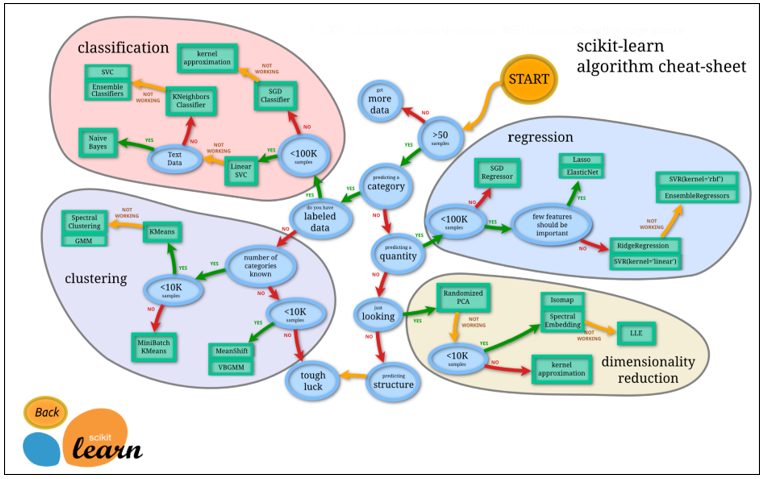 classification
scikit-learn
algorithm cheat-sheet
START
kernel
approximation
NOT
WORKING
SVC
Ensemble
Classifiers
NOT
WORKING
KNeighbors
Classifier
SGD
Classifier
get
more
data
NO
>50
samples
YES
NO
NO
Naive
Bayes
YES
Text
Data
NOT
WORKING
Linear
SVC
YES
<100K
samples
predicting a
category
YES
YES
do you have
labeled
data
NO
NO
regression
SGD
Regressor
Lasso
ElasticNet
SVR(kernel='rbf')
EnsembleRegressors
NO
YES
<100K
samples
YES
few features
should be
important
NOT
WORKING
NO
RidgeRegression
SVR(kernel='linear')
predicting a
quantity
YES
NO
clustering
Spectral
Clustering
GMM
NOT
WORKING
KMeans
number of
categories
known
YES
YES
NO
<10K
samples
NO
MiniBatch
KMeans
<10K
samples
YES
NO
MeanShift
VBGMM
just
looking
YES
NO
Randomized
PCA
NOT
WORKING
Isomap
Spectral
Embedding
NOT
WORKING
LLE
<10K
samples
YES
NO
kernel
approximation
dimensionality
reduction
tough
luck
predicting
structure
Back
scikit
learn